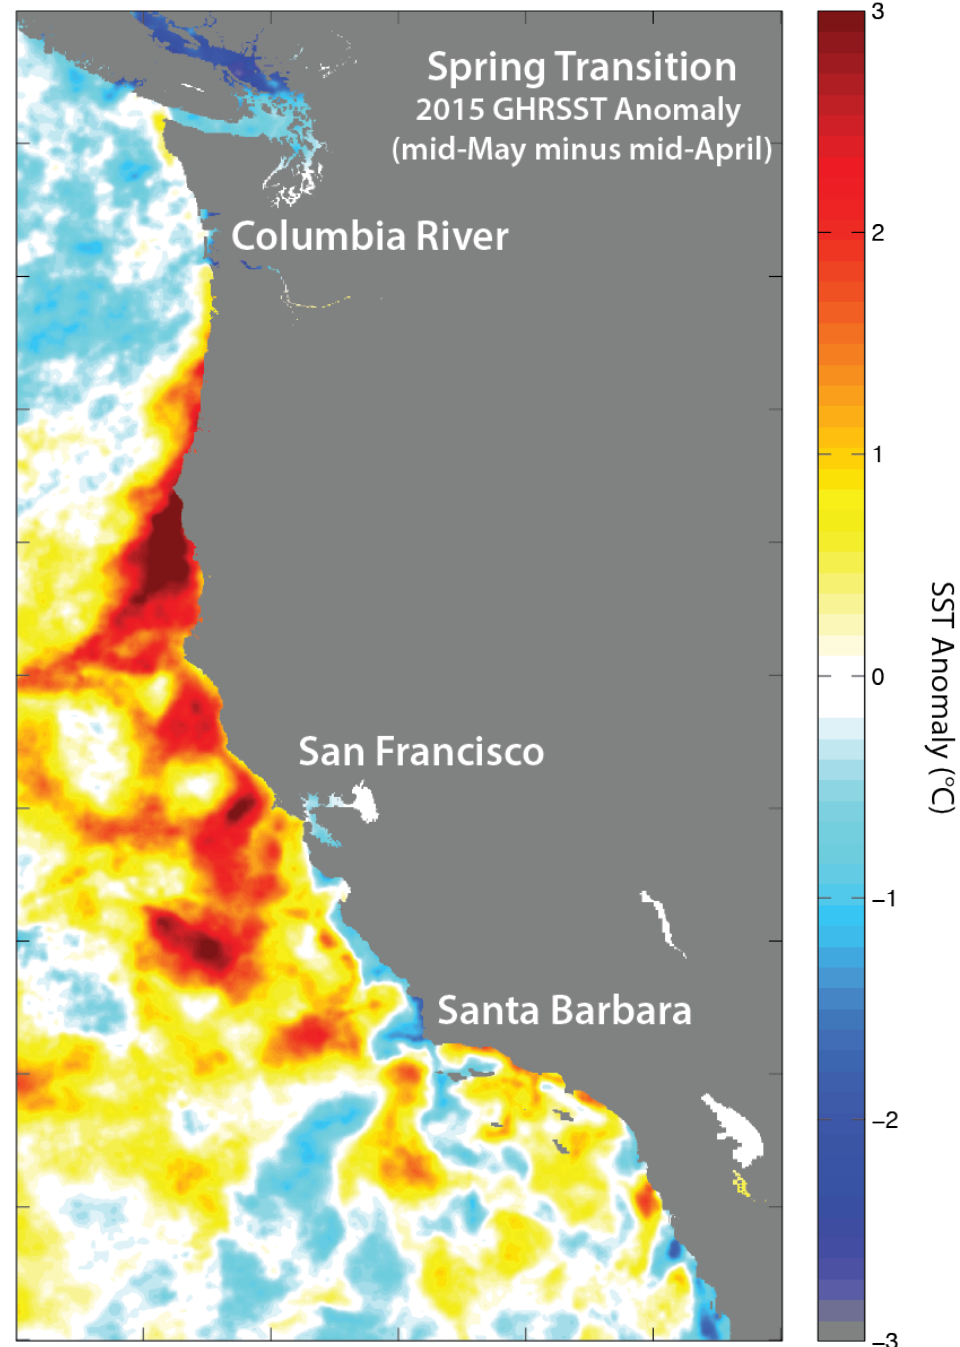 Spring Transition
2015 GHRSST Anomaly
(mid-May minus mid-April)
Columbia River
San Francisco
Santa Barbara
3
2
1
0
−1
−2
−3
SST Anomaly (°C)